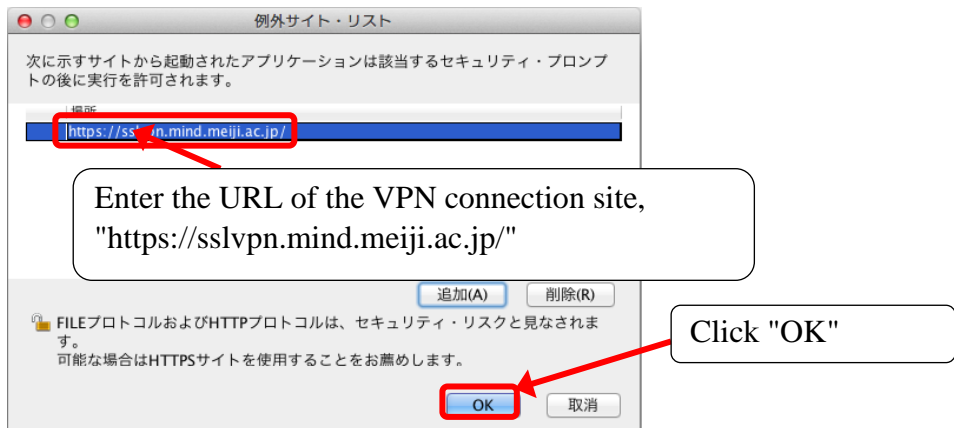 例外サイト・リスト
次に示すサイトから起動されたアプリケーションは該当するセキュリティ・プロンプ
トの後に実行を許可されます。
場所
https://sslvpn.mind.meiji.ac.jp/
Enter the URL of the VPN connection site,
"https://sslvpn.mind.meiji.ac.jp/"
追加(A)
削除(R)
FILEプロトコルおよびHTTPプロトコルは、セキュリティ・リスクと見なされま
す。
可能な場合はHTTPSサイトを使用することをお薦めします。
Click "OK"
OK
取消